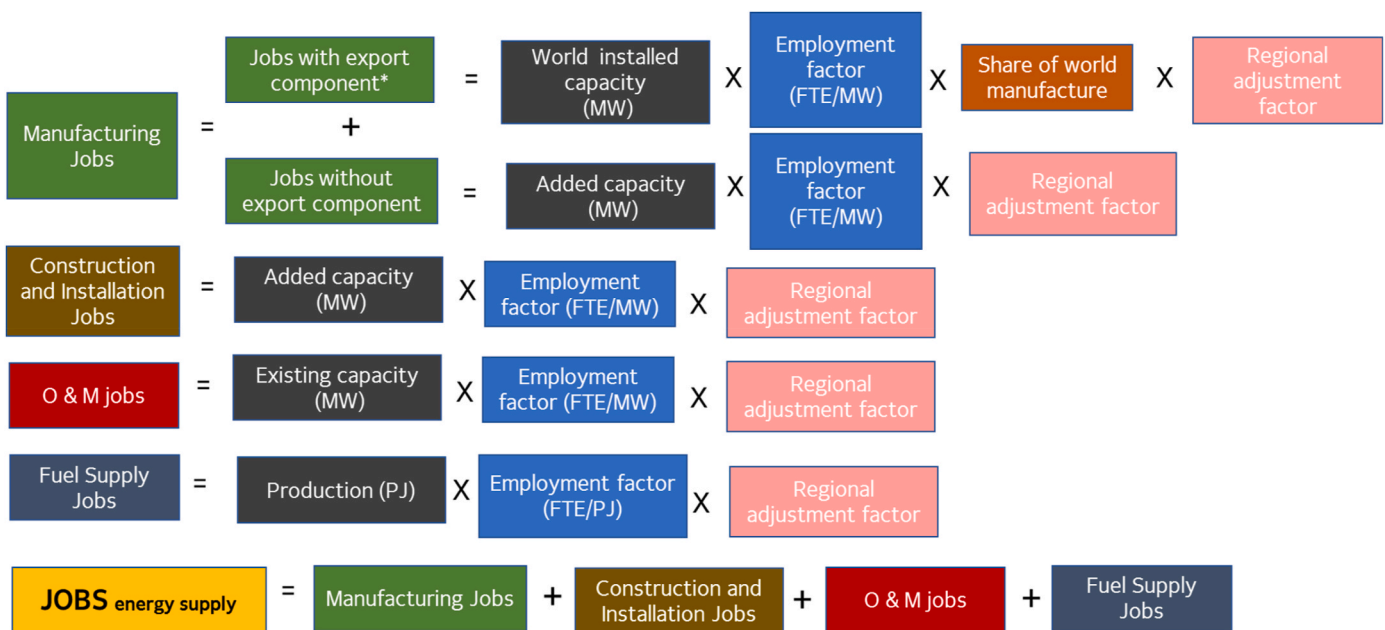 Jobs with export
component*
=
World installed
capacity
(MW)
X
Employment
factor
(FTE/MW)
X
Share of world
manufacture
X
Regional
adjustment
factor
Manufacturing
Jobs
=
+
Jobs without
export component
=
Added capacity
(MW)
X
Employment
factor
(FTE/MW)
X
Regional
adjustment factor
Construction
and Installation
Jobs
=
Added capacity
(MW)
X
Employment
factor (FTE/MW)
X
Regional
adjustment factor
O & M jobs
=
Existing capacity
(MW)
X
Employment
factor (FTE/MW)
X
Regional
adjustment factor
Fuel Supply
Jobs
=
Production (PJ)
X
Employment factor
(FTE/PJ)
X
Regional
adjustment factor
JOBS energy supply
=
Manufacturing Jobs
+
Construction and
Installation Jobs
+
O & M jobs
+
Fuel Supply
Jobs